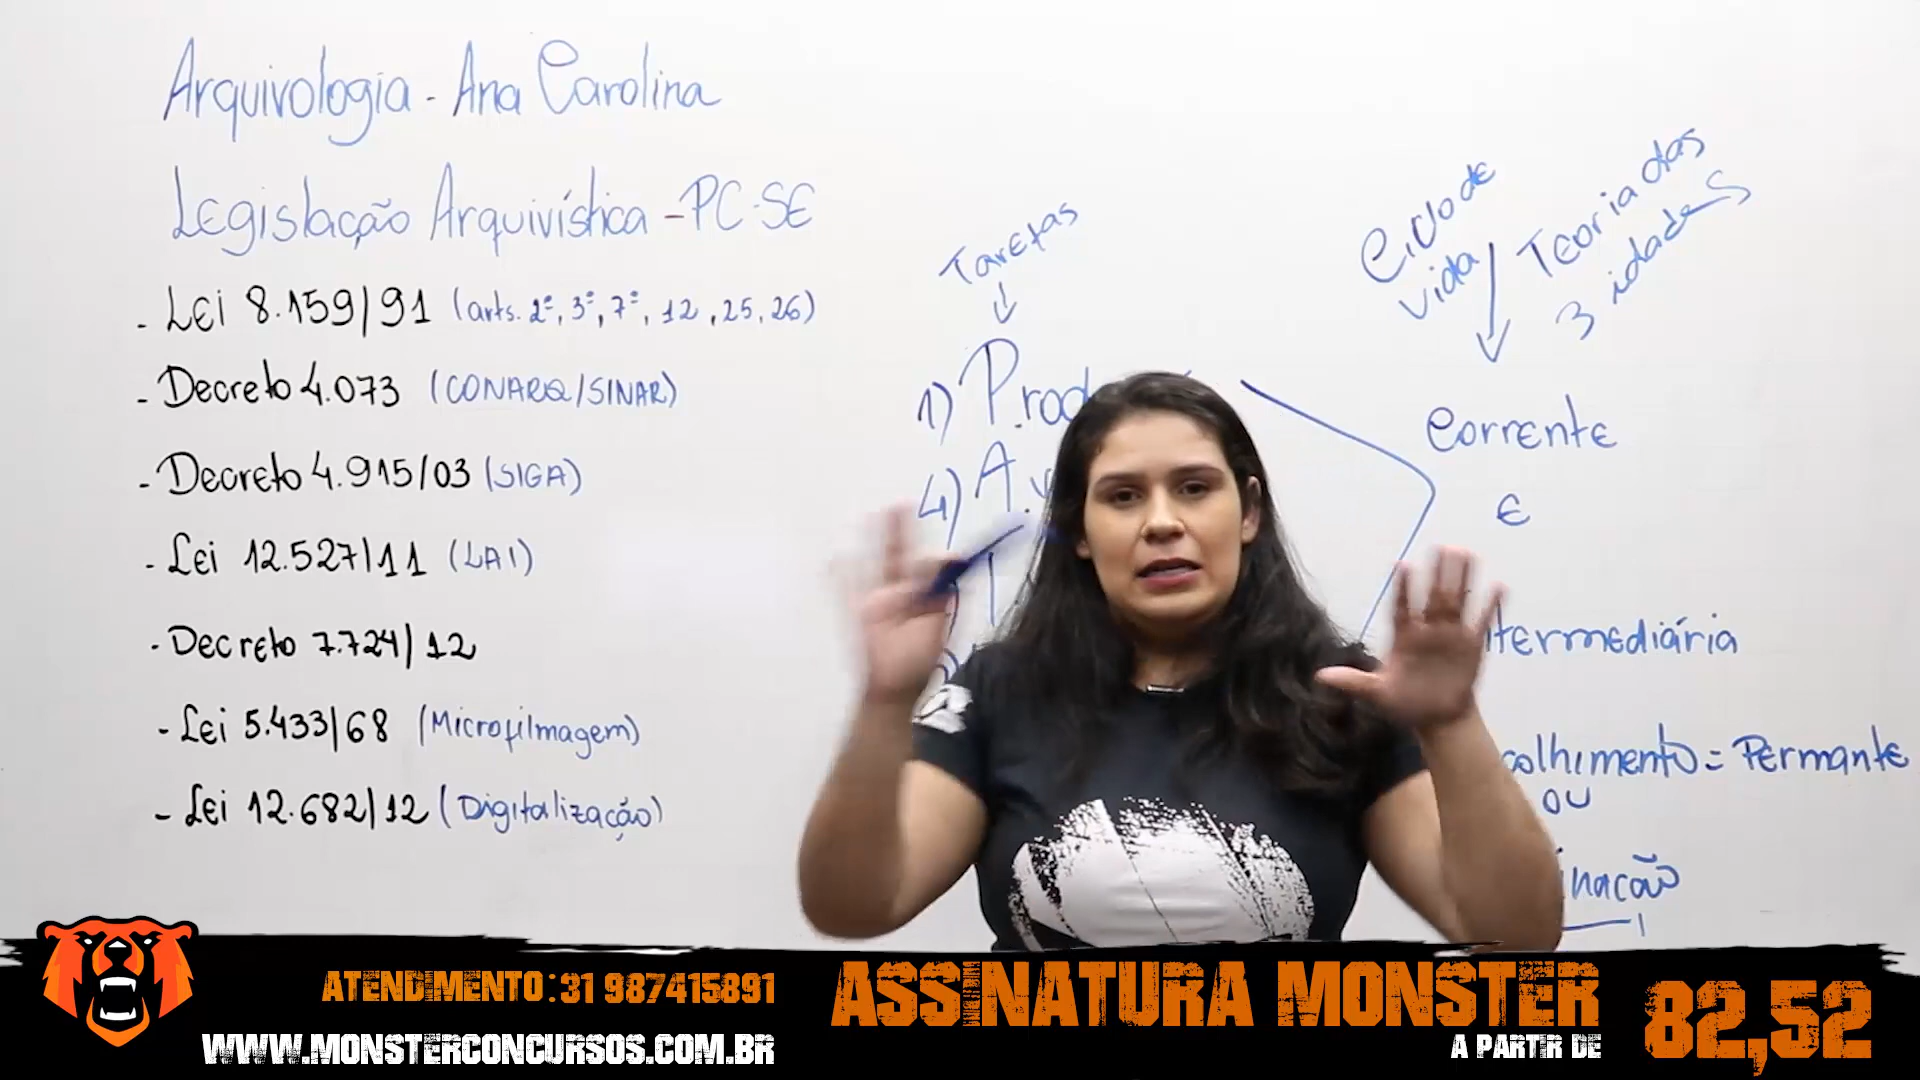 Arquivologia - Ana Carolina
Legislação Arquivística - PC-SE
- Lei 8.159/91 (arts. 2º, 3º, 7º, 12, 25, 26)
- Decreto 4.073 (CONARQ/SINAR)
- Decreto 4.915/03 (SIGA)
- Lei 12.527/11 (LAI)
- Decreto 7.724/12
- Lei 5.433/68 (Microfilmagem)
- Lei 12.682/12 (Digitalização)
Tarefas
1) Prod
4) Av
Ciclo de
vida
Teoria das
3 idades
Corrente
E
termediária
colhimento = Permante
ou
inação
ATENDIMENTO: 31 987415891
WWW.MONSTERCONCURSOS.COM.BR
ASSINATURA MONSTER
A PARTIR DE
82,52